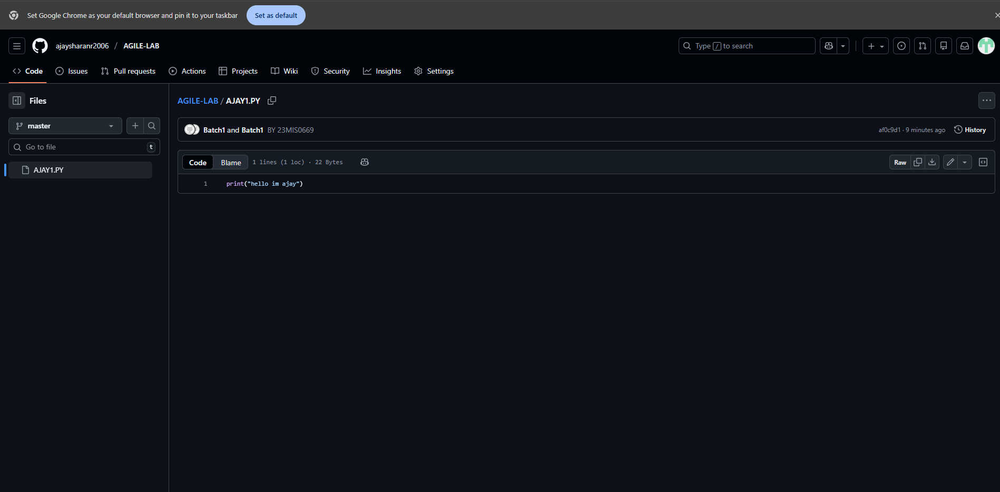 Set Google Chrome as your default browser and pin it to your taskbar Set as default
ajaysharanr2006 / AGILE-LAB Type / to search
Code Issues Pull requests Actions Projects Wiki Security Insights Settings
Files
master
Go to file t
AJAY1.PY
AGILE-LAB / AJAY1.PY
Batch1 and Batch1 BY 23MIS0669 af0c9d1 · 9 minutes ago History
Code Blame 1 lines (1 loc) · 22 Bytes Raw
1 print("hello im ajay")